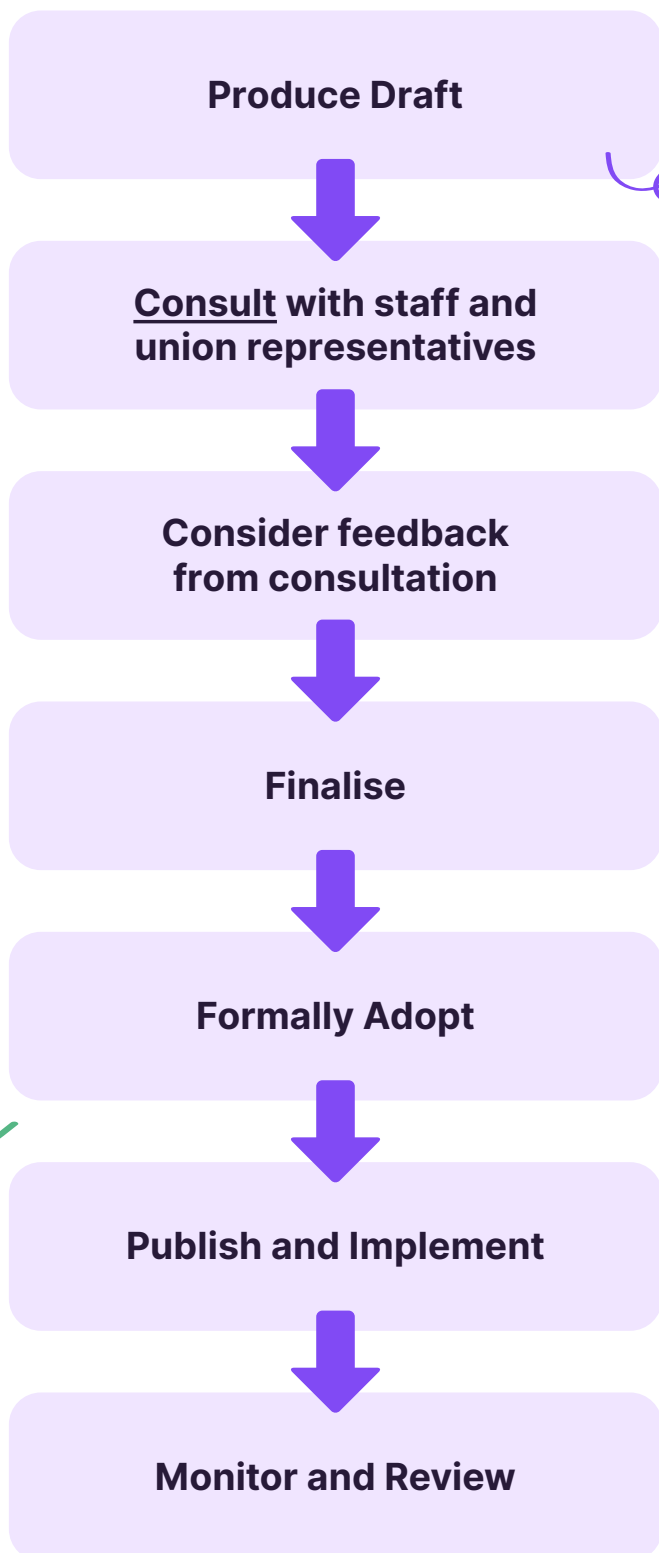 Produce Draft
Consult with staff and
union representatives
Consider feedback
from consultation
Finalise
Formally Adopt
Publish and Implement
Monitor and Review